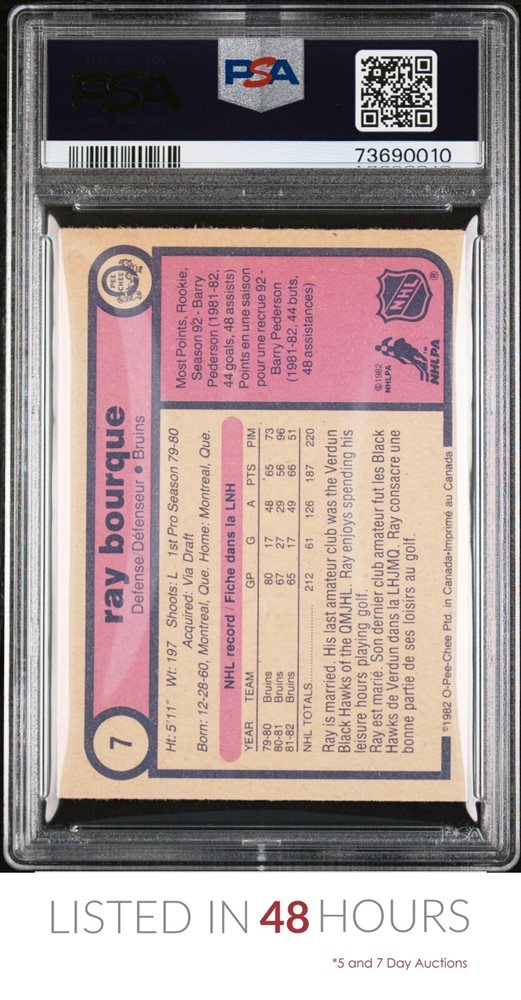 PSA
PSA
73690010
7
ray bourque
Defense/Défenseur • Bruins
O
PEE
CHEE
Ht: 5'11" Wt: 197 Shoots: L 1st Pro Season 79-80
Acquired: Via Draft
Born: 12-28-60, Montreal, Que. Home: Montreal, Que.
NHL record / Fiche dans la LNH
YEAR TEAM GP G A PTS PIM
79-80 Bruins 80 17 48 65 73
80-81 Bruins 67 27 29 56 96
81-82 Bruins 65 17 49 66 51
NHL TOTALS 212 61 126 187 220
Ray is married. His last amateur club was the Verdun
Black Hawks of the QMJHL. Ray enjoys spending his
leisure hours playing golf.
Ray est marié. Son dernier club amateur fut les Black
Hawks de Verdun dans la LHJMQ. Ray consacre une
bonne partie de ses loisirs au golf.
Most Points, Rookie,
Season 92 - Barry
Pederson (1981-82,
44 goals, 48 assists)
Points en une saison
pour une recrue 92 -
Barry Pederson
(1981-82, 44 buts,
48 assistances)
©1982
NHLPA
NHLPA
NHL
®
©1982 O-Pee-Chee Ptd. in Canada-Imprimé au Canada
PSA
LISTED IN 48 HOURS
*5 and 7 Day Auctions